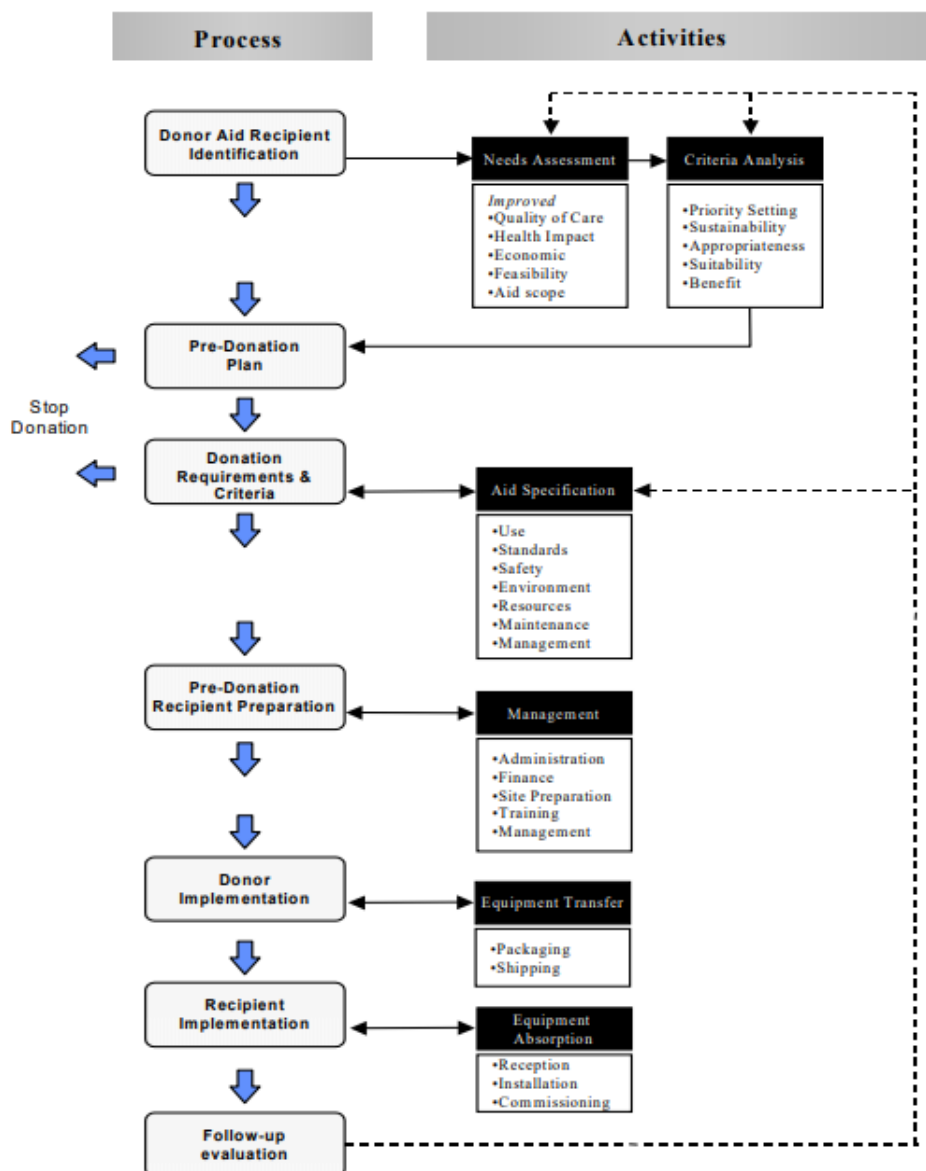 Process
Activities
Donor Aid Recipient
Identification
Needs Assessment
Improved
•Quality of Care
•Health Impact
•Economic
•Feasibility
•Aid scope
Criteria Analysis
•Priority Setting
•Sustainability
•Appropriateness
•Suitability
•Benefit
Pre-Donation
Plan
Stop
Donation
Donation
Requirements &
Criteria
Aid Specification
•Use
•Standards
•Safety
•Environment
•Resources
•Maintenance
•Management
Pre-Donation
Recipient Preparation
Management
•Administration
•Finance
•Site Preparation
•Training
•Management
Donor
Implementation
Equipment Transfer
•Packaging
•Shipping
Recipient
Implementation
Equipment
Absorption
•Reception
•Installation
•Commissioning
Follow-up
evaluation